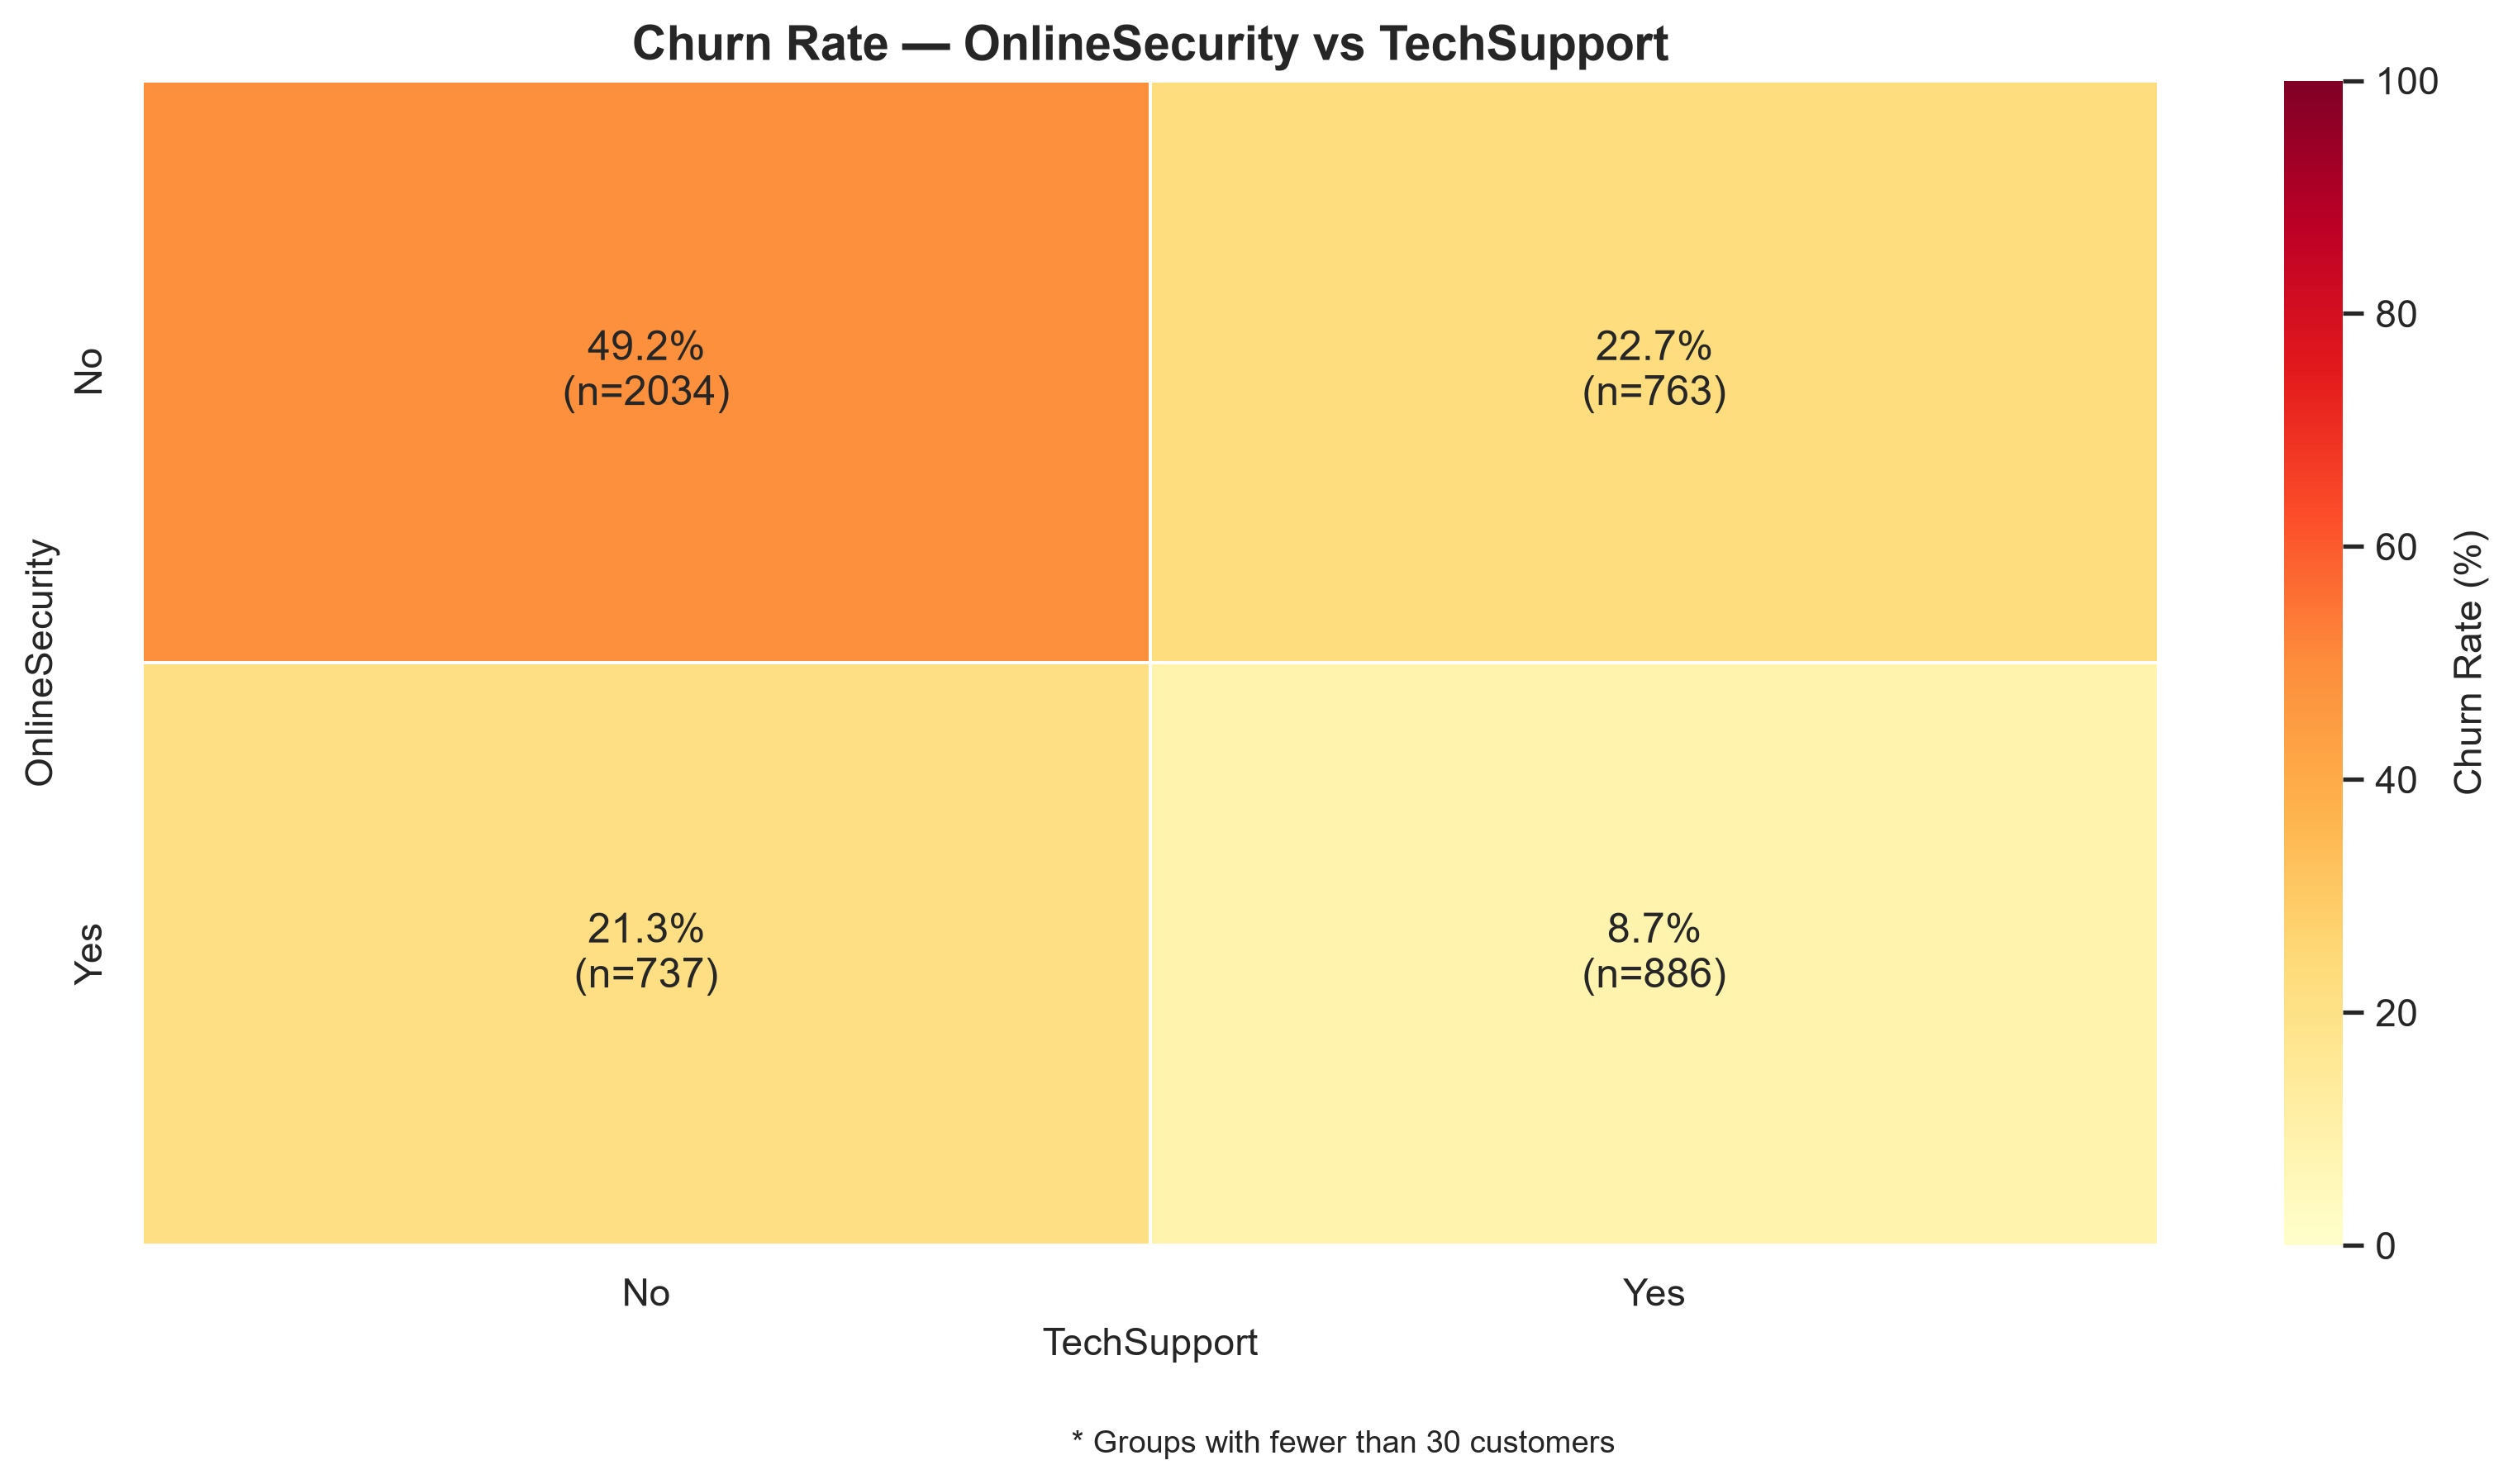 Churn Rate — OnlineSecurity vs TechSupport
OnlineSecurity
No
49.2%
(n=2034)
22.7%
(n=763)
Yes
21.3%
(n=737)
8.7%
(n=886)
No
Yes
TechSupport
100
80
60
40
20
0
Churn Rate (%)
* Groups with fewer than 30 customers